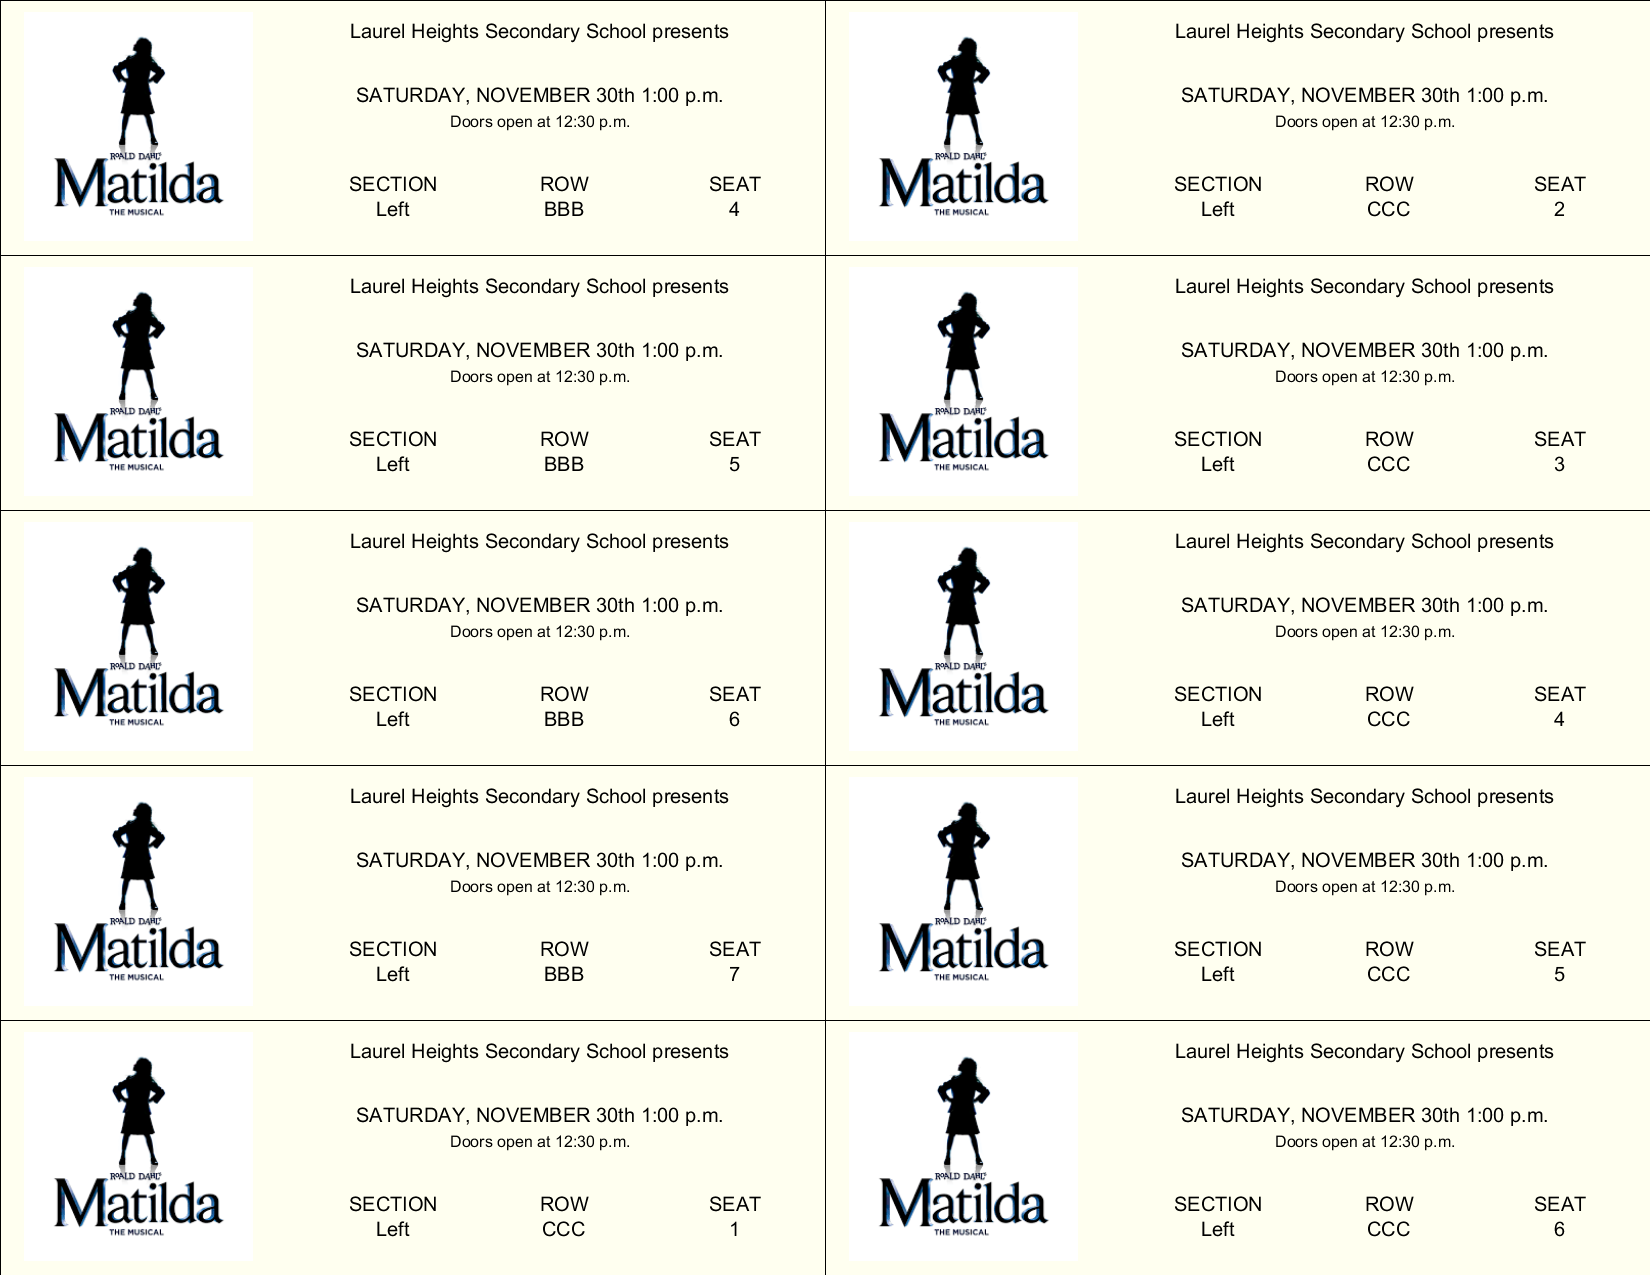 Laurel Heights Secondary School presents
SATURDAY, NOVEMBER 30th 1:00 p.m.
Doors open at 12:30 p.m.
ROALD DAHL'S
Matilda
THE MUSICAL
SECTION ROW SEAT
Left BBB 4
Laurel Heights Secondary School presents
SATURDAY, NOVEMBER 30th 1:00 p.m.
Doors open at 12:30 p.m.
ROALD DAHL'S
Matilda
THE MUSICAL
SECTION ROW SEAT
Left CCC 2
Laurel Heights Secondary School presents
SATURDAY, NOVEMBER 30th 1:00 p.m.
Doors open at 12:30 p.m.
ROALD DAHL'S
Matilda
THE MUSICAL
SECTION ROW SEAT
Left BBB 5
Laurel Heights Secondary School presents
SATURDAY, NOVEMBER 30th 1:00 p.m.
Doors open at 12:30 p.m.
ROALD DAHL'S
Matilda
THE MUSICAL
SECTION ROW SEAT
Left CCC 3
Laurel Heights Secondary School presents
SATURDAY, NOVEMBER 30th 1:00 p.m.
Doors open at 12:30 p.m.
ROALD DAHL'S
Matilda
THE MUSICAL
SECTION ROW SEAT
Left BBB 6
Laurel Heights Secondary School presents
SATURDAY, NOVEMBER 30th 1:00 p.m.
Doors open at 12:30 p.m.
ROALD DAHL'S
Matilda
THE MUSICAL
SECTION ROW SEAT
Left CCC 4
Laurel Heights Secondary School presents
SATURDAY, NOVEMBER 30th 1:00 p.m.
Doors open at 12:30 p.m.
ROALD DAHL'S
Matilda
THE MUSICAL
SECTION ROW SEAT
Left BBB 7
Laurel Heights Secondary School presents
SATURDAY, NOVEMBER 30th 1:00 p.m.
Doors open at 12:30 p.m.
ROALD DAHL'S
Matilda
THE MUSICAL
SECTION ROW SEAT
Left CCC 5
Laurel Heights Secondary School presents
SATURDAY, NOVEMBER 30th 1:00 p.m.
Doors open at 12:30 p.m.
ROALD DAHL'S
Matilda
THE MUSICAL
SECTION ROW SEAT
Left CCC 1
Laurel Heights Secondary School presents
SATURDAY, NOVEMBER 30th 1:00 p.m.
Doors open at 12:30 p.m.
ROALD DAHL'S
Matilda
THE MUSICAL
SECTION ROW SEAT
Left CCC 6